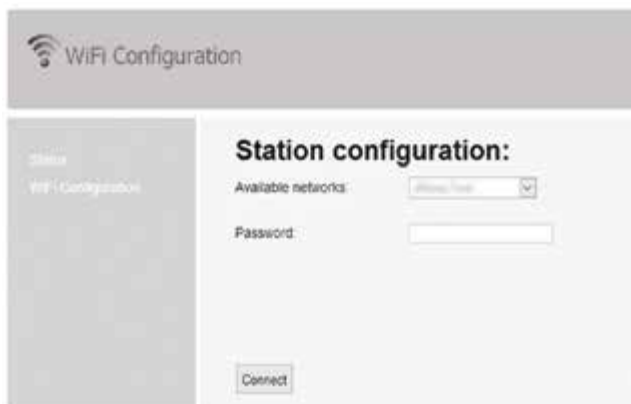 WiFi Configuration
Status
WiFi Configuration
Station configuration:
Available networks:
Password:
Connect